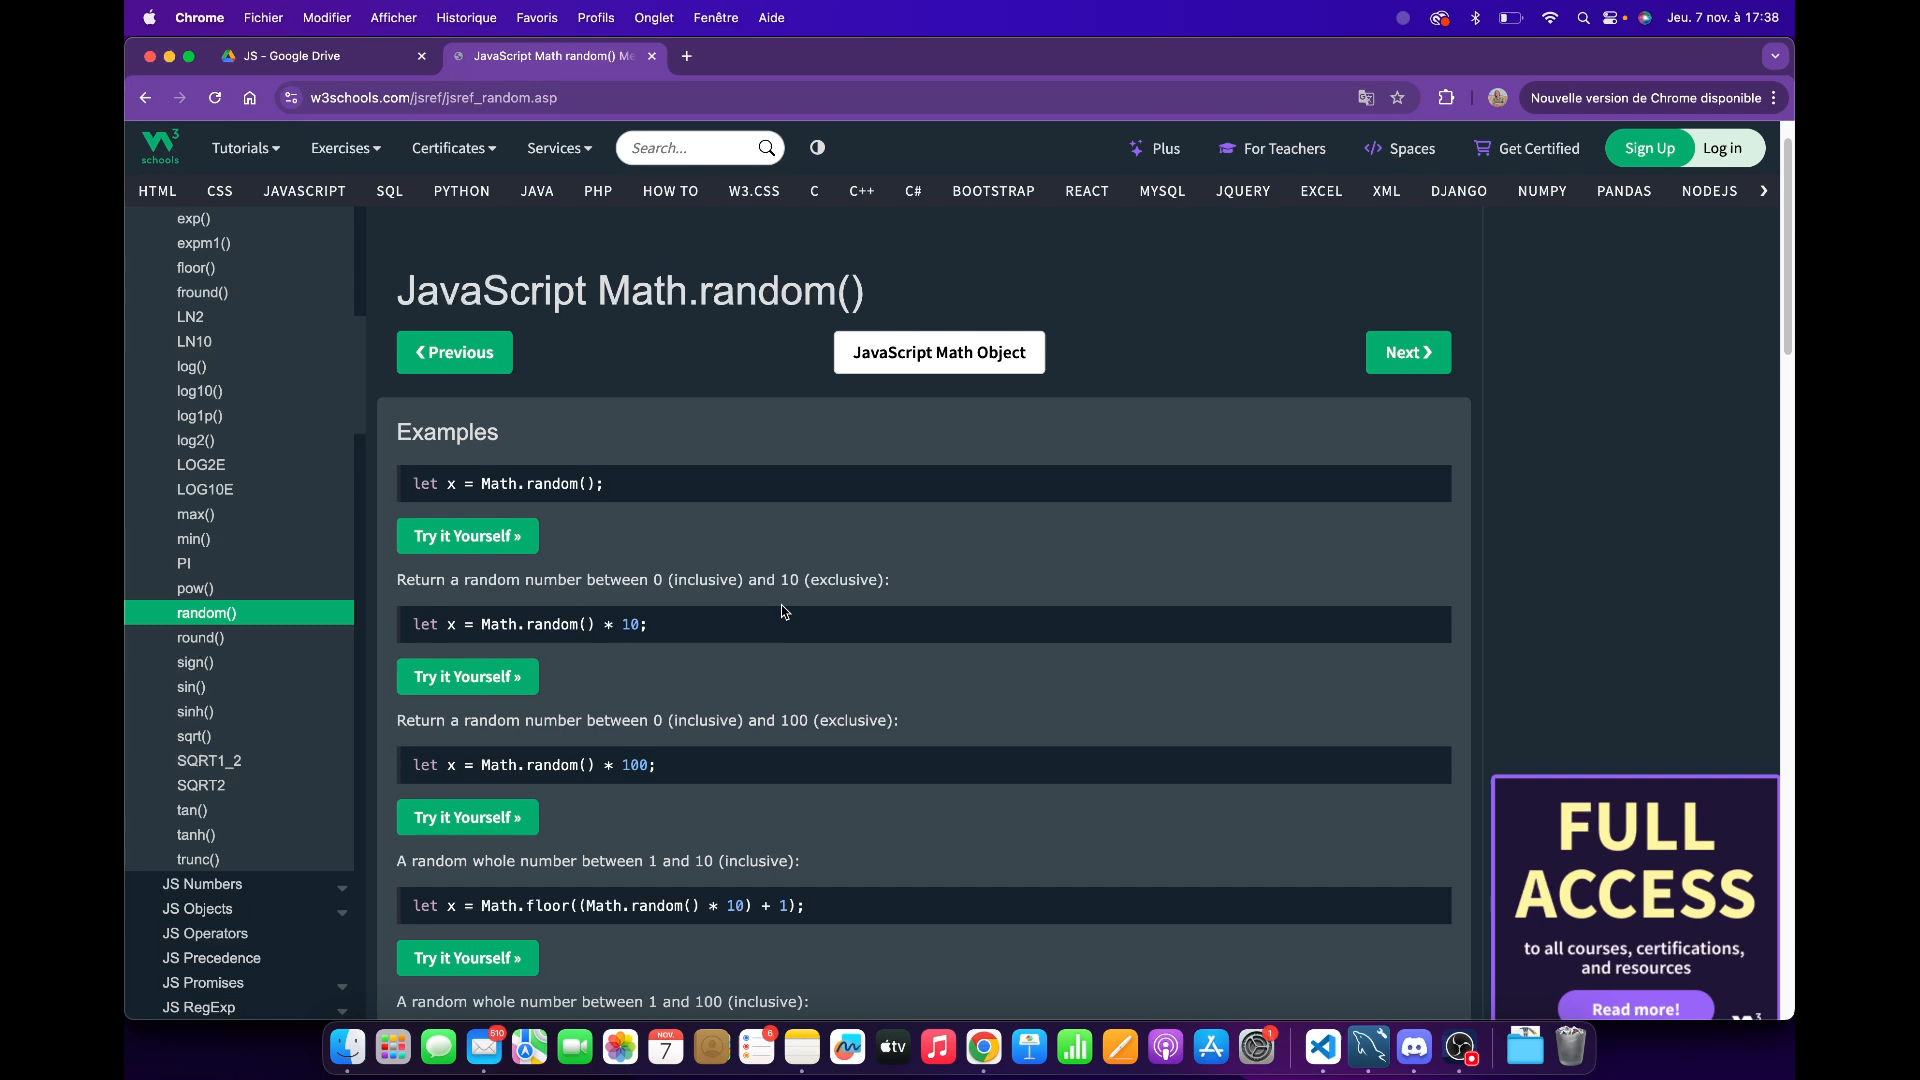 Chrome Fichier Modifier Afficher Historique Favoris Profils Onglet Fenêtre Aide Jeu. 7 nov. à 17:38
JS - Google Drive JavaScript Math random() Me
w3schools.com/jsref/jsref_random.asp Nouvelle version de Chrome disponible
W3 schools Tutorials Exercises Certificates Services Search... Plus For Teachers </> Spaces Get Certified Sign Up Log in
HTML CSS JAVASCRIPT SQL PYTHON JAVA PHP HOW TO W3.CSS C C++ C# BOOTSTRAP REACT MYSQL JQUERY EXCEL XML DJANGO NUMPY PANDAS NODEJS
exp()
expm1()
floor()
fround()
LN2
LN10
log()
log10()
log1p()
log2()
LOG2E
LOG10E
max()
min()
PI
pow()
random()
round()
sign()
sin()
sinh()
sqrt()
SQRT1_2
SQRT2
tan()
tanh()
trunc()
JS Numbers
JS Objects
JS Operators
JS Precedence
JS Promises
JS RegExp
JavaScript Math.random()
❮ Previous JavaScript Math Object Next ❯
Examples
let x = Math.random();
Try it Yourself »
Return a random number between 0 (inclusive) and 10 (exclusive):
let x = Math.random() * 10;
Try it Yourself »
Return a random number between 0 (inclusive) and 100 (exclusive):
let x = Math.random() * 100;
Try it Yourself »
A random whole number between 1 and 10 (inclusive):
let x = Math.floor((Math.random() * 10) + 1);
Try it Yourself »
A random whole number between 1 and 100 (inclusive):
FULL
ACCESS
to all courses, certifications,
and resources
Read more!
510 NOV. 7 6 tv 1